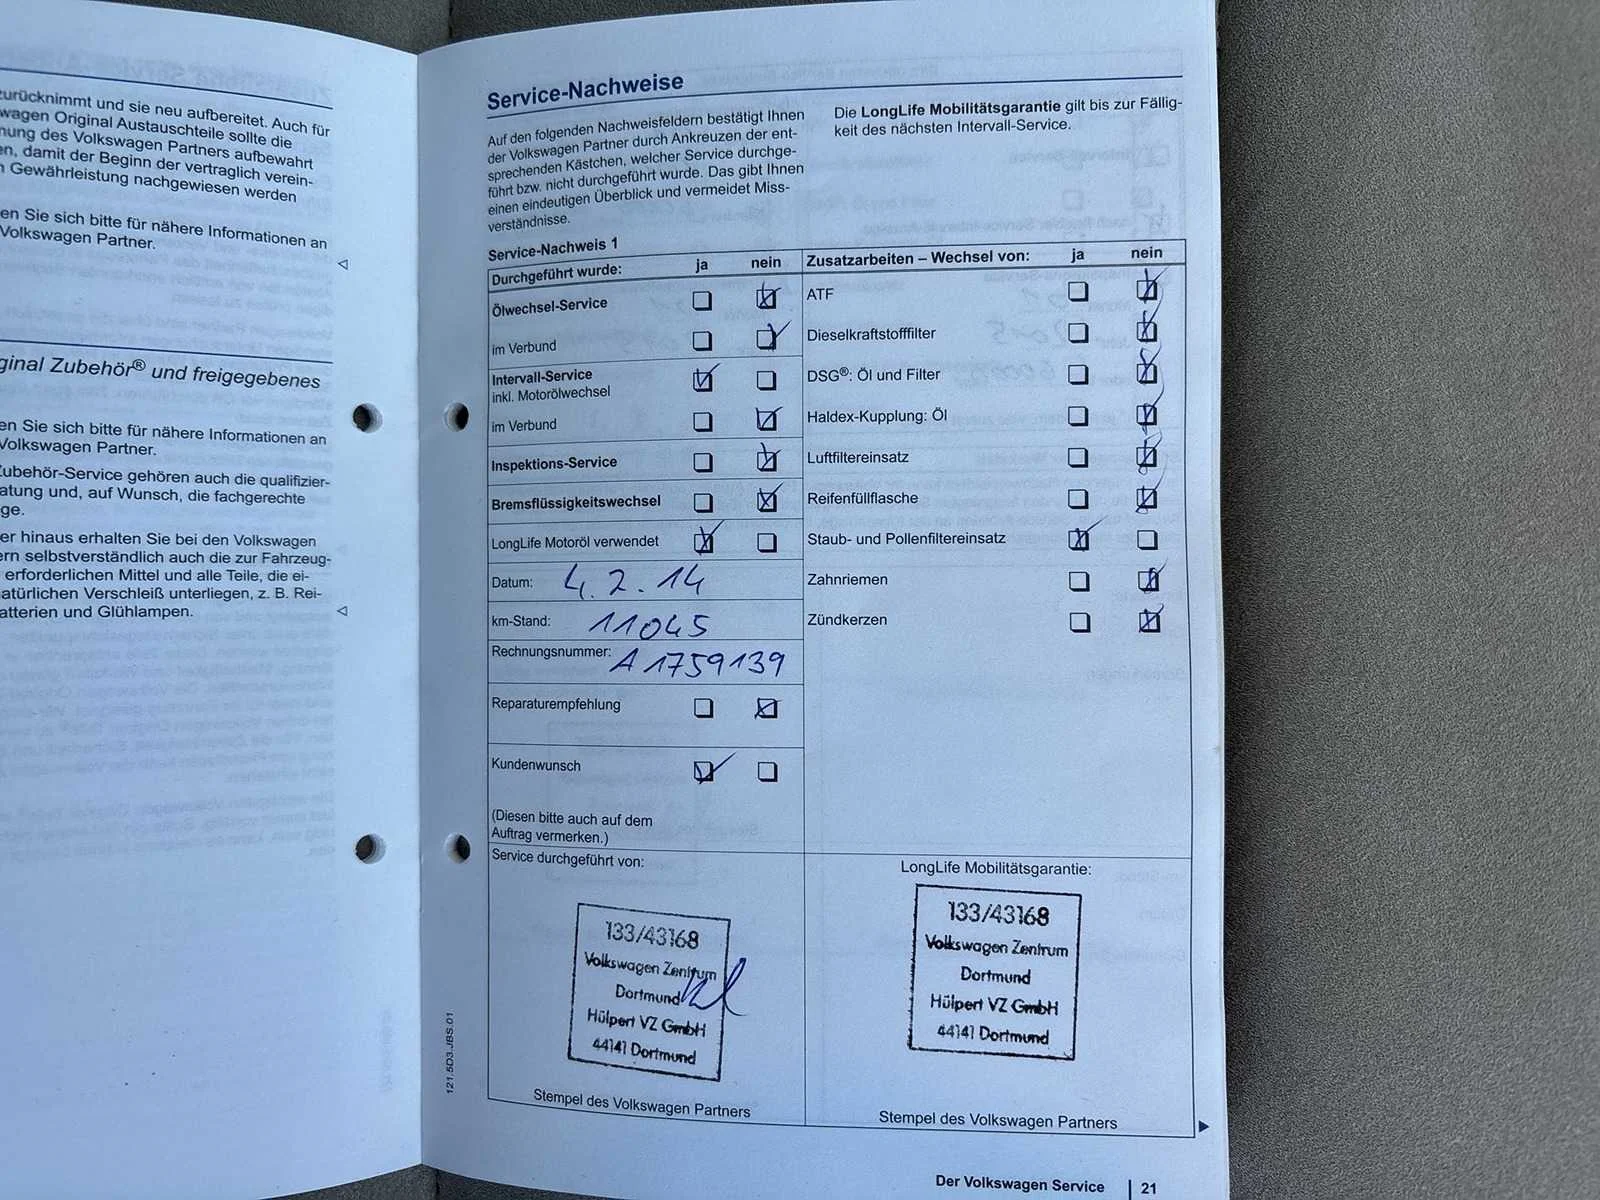 zurücknimmt und sie neu aufbereitet. Auch für
wagen Original Austauschteile sollte die
nung des Volkswagen Partners aufbewahrt
en, damit der Beginn der vertraglich verein-
n Gewährleistung nachgewiesen werden
en Sie sich bitte für nähere Informationen an
Volkswagen Partner.
ginal Zubehör® und freigegebenes
en Sie sich bitte für nähere Informationen an
Volkswagen Partner.
Zubehör-Service gehören auch die qualifizier-
atung und, auf Wunsch, die fachgerechte
ge.
er hinaus erhalten Sie bei den Volkswagen
ern selbstverständlich auch die zur Fahrzeug-
erforderlichen Mittel und alle Teile, die ei-
atürlichen Verschleiß unterliegen, z. B. Rei-
atterien und Glühlampen.
Service-Nachweise
Auf den folgenden Nachweisfeldern bestätigt Ihnen
der Volkswagen Partner durch Ankreuzen der ent-
sprechenden Kästchen, welcher Service durchge-
führt bzw. nicht durchgeführt wurde. Das gibt Ihnen
einen eindeutigen Überblick und vermeidet Miss-
verständnisse.
Die LongLife Mobilitätsgarantie gilt bis zur Fällig-
keit des nächsten Intervall-Service.
Service-Nachweis 1
Durchgeführt wurde: ja nein
Ölwechsel-Service
im Verbund
Intervall-Service
inkl. Motorölwechsel
im Verbund
Inspektions-Service
Bremsflüssigkeitswechsel
LongLife Motoröl verwendet
Datum: 4.2.14
km-Stand: 11045
Rechnungsnummer: A1759139
Reparaturempfehlung
Kundenwunsch
(Diesen bitte auch auf dem
Auftrag vermerken.)
Zusatzarbeiten – Wechsel von: ja nein
ATF
Dieselkraftstofffilter
DSG®: Öl und Filter
Haldex-Kupplung: Öl
Luftfiltereinsatz
Reifenfüllflasche
Staub- und Pollenfiltereinsatz
Zahnriemen
Zündkerzen
Service durchgeführt von:
133/43168
Volkswagen Zentrum
Dortmund
Hülpert VZ GmbH
44141 Dortmund
Stempel des Volkswagen Partners
LongLife Mobilitätsgarantie:
133/43168
Volkswagen Zentrum
Dortmund
Hülpert VZ GmbH
44141 Dortmund
Stempel des Volkswagen Partners
121.5D3.JBS.01
Der Volkswagen Service 21